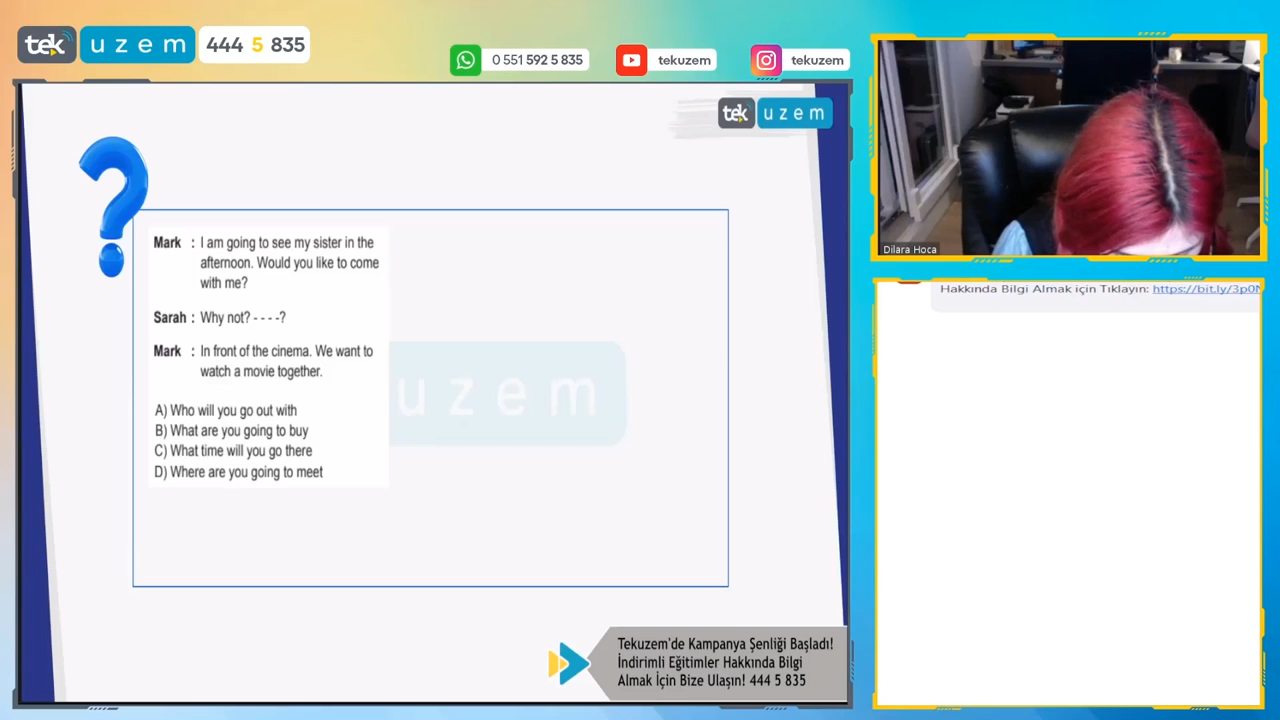 tek uzem 444 5 835
0 551 592 5 835
tekuzem
tekuzem
tek uzem
Mark : I am going to see my sister in the
afternoon. Would you like to come
with me?
Sarah : Why not? - - - -?
Mark : In front of the cinema. We want to
watch a movie together.
uzem
A) Who will you go out with
B) What are you going to buy
C) What time will you go there
D) Where are you going to meet
Tekuzem'de Kampanya Şenliği Başladı!
İndirimli Eğitimler Hakkında Bilgi
Almak İçin Bize Ulaşın! 444 5 835
Dilara Hoca
Hakkında Bilgi Almak için Tıklayın: https://bit.ly/3p0